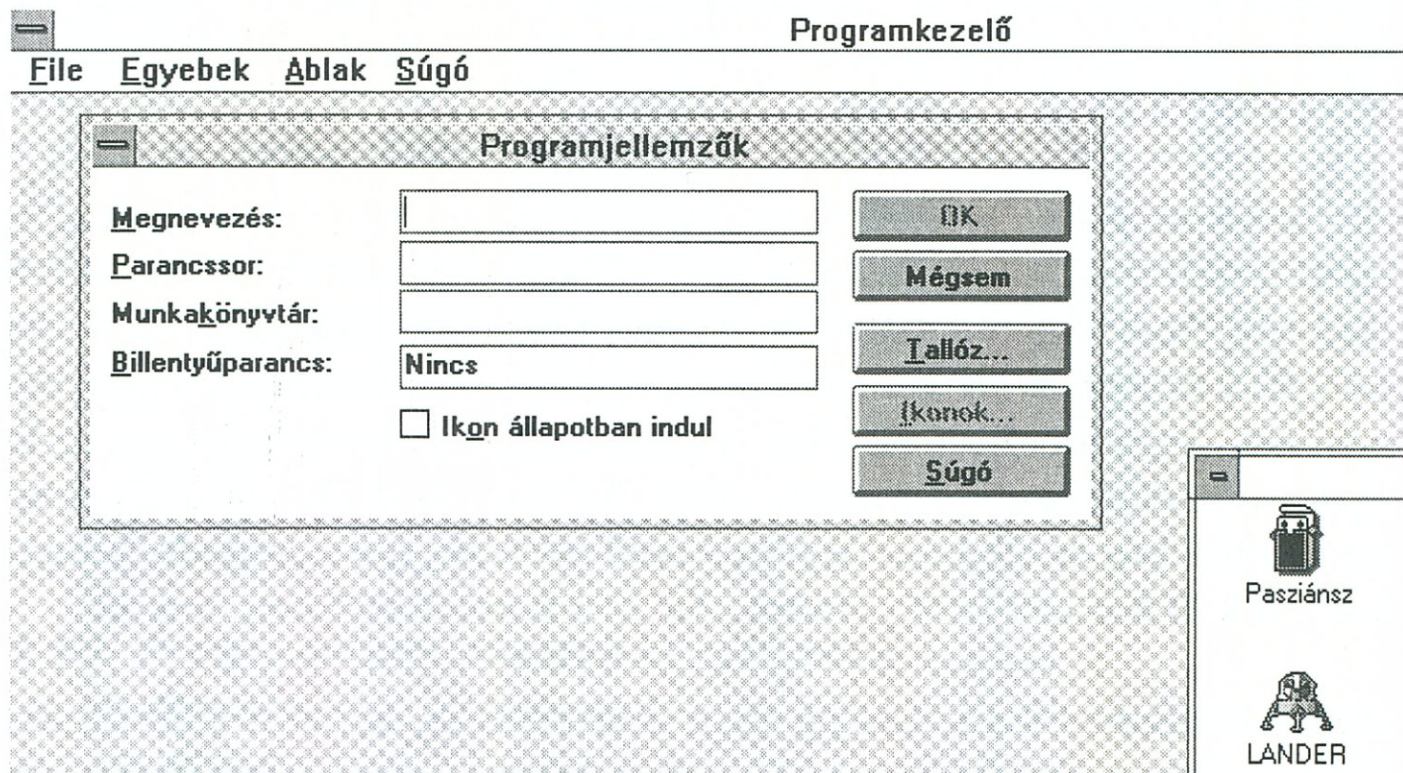 Programkezelő
File Egyebek Ablak Súgó
Programjellemzők
Megnevezés:
OK
Parancssor:
Mégsem
Munkakönyvtár:
Tallóz...
Billentyűparancs: Nincs
Ikonok...
Ikon állapotban indul
Súgó
Pasziánsz
LANDER